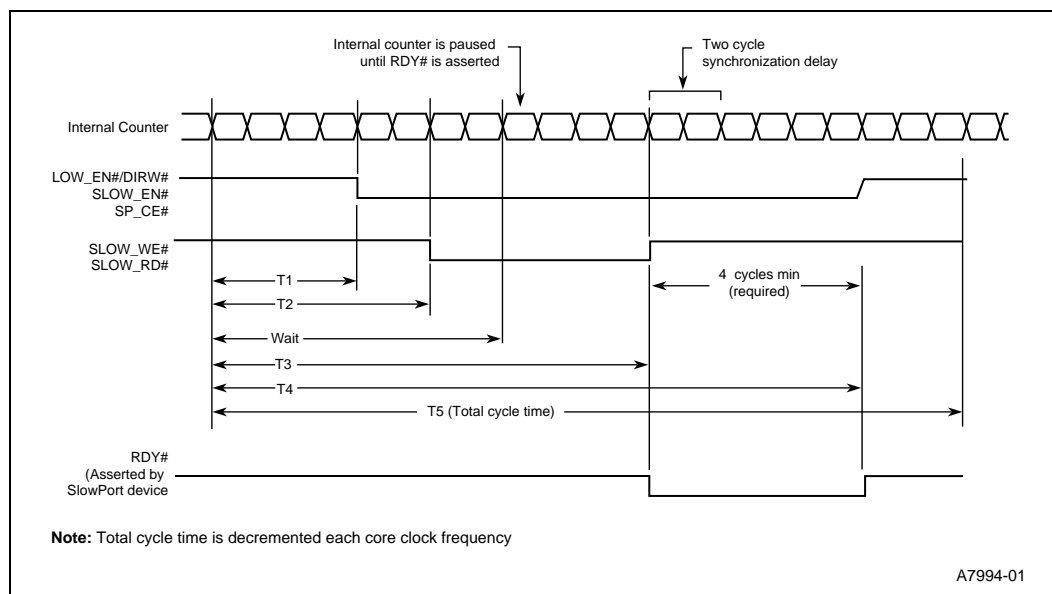 Internal counter is paused
until RDY# is asserted
Two cycle
synchronization delay
Internal Counter
LOW_EN#/DIRW#
SLOW_EN#
SP_CE#
SLOW_WE#
SLOW_RD#
T1
4 cycles min
(required)
T2
Wait
T3
T4
T5 (Total cycle time)
RDY#
(Asserted by
SlowPort device
Note: Total cycle time is decremented each core clock frequency
A7994-01